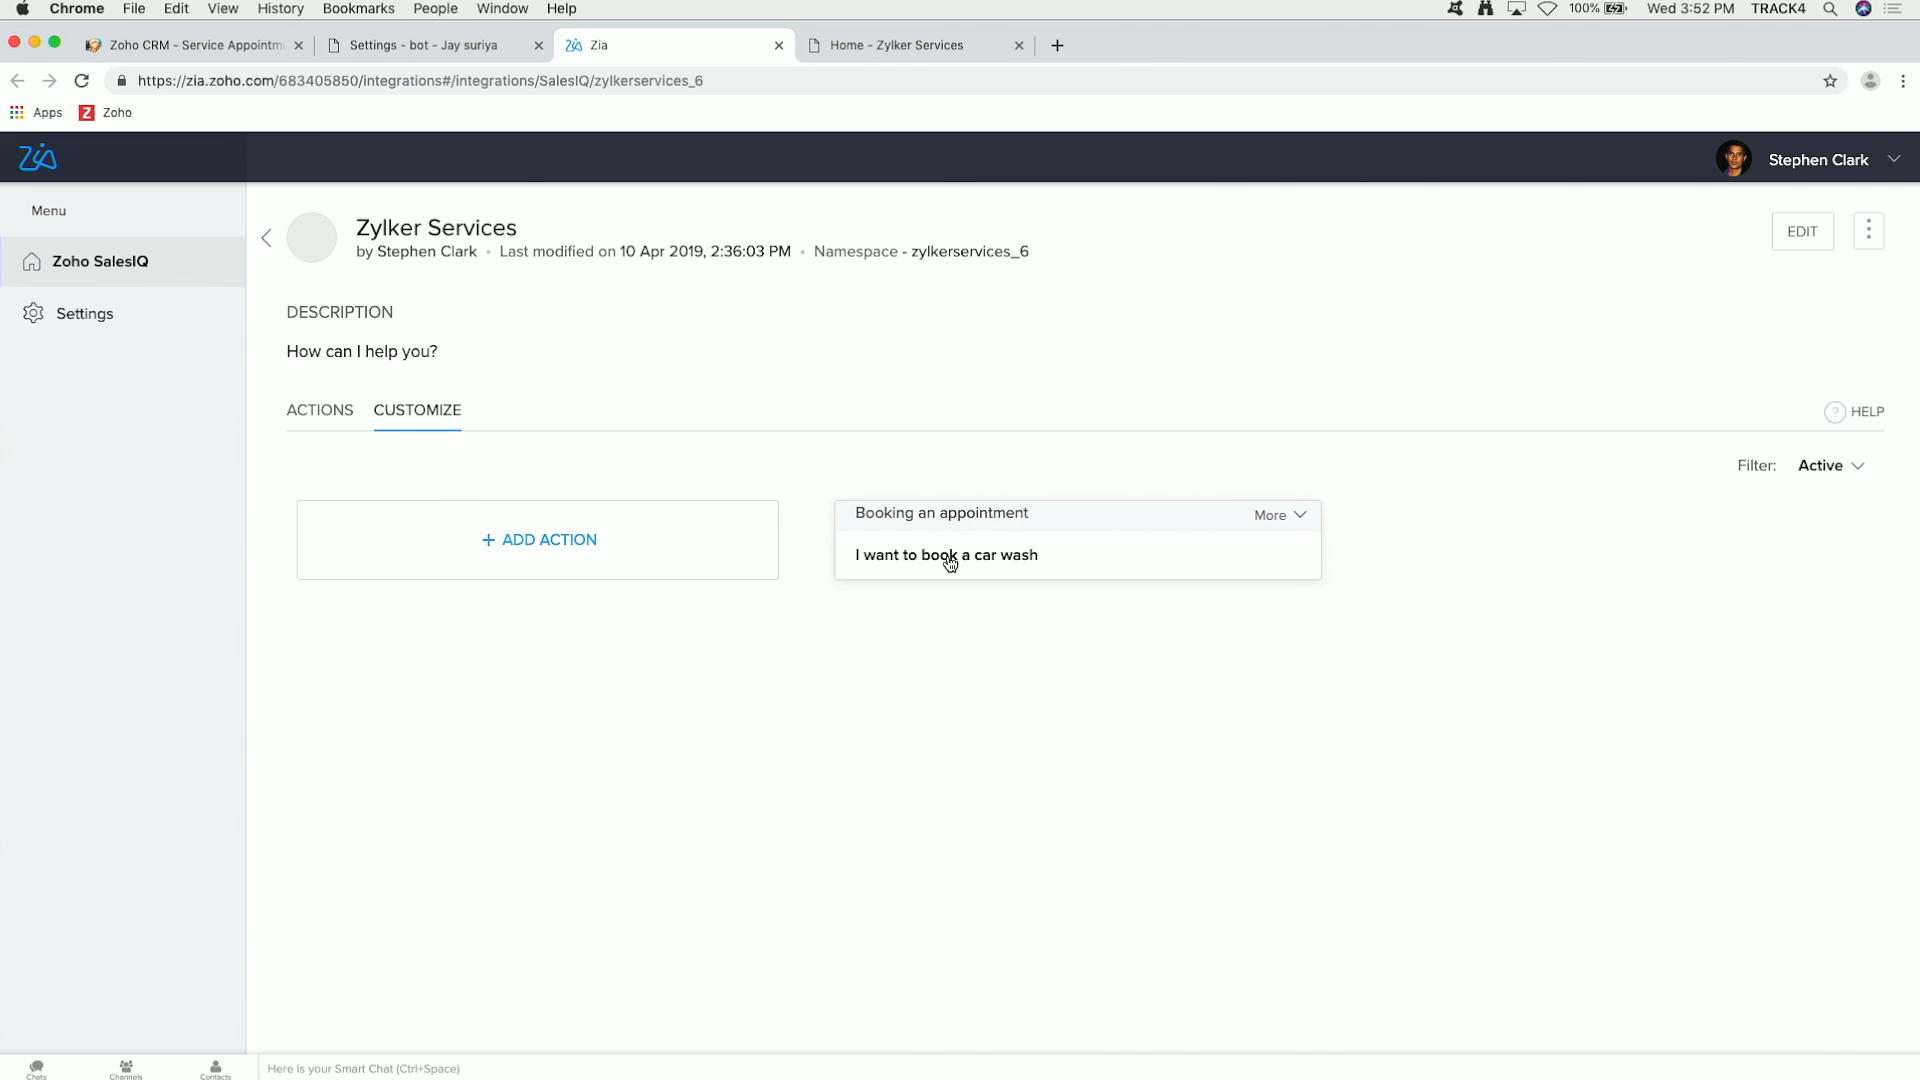 Chrome File Edit View History Bookmarks People Window Help 100% Wed 3:52 PM TRACK4
Zoho CRM - Service Appointm Settings - bot - Jay suriya Zia Home - Zylker Services
https://zia.zoho.com/683405850/integrations#/integrations/SalesIQ/zylkerservices_6
Apps Zoho
Zia Stephen Clark
Menu
Zoho SalesIQ
Settings
Zylker Services
by Stephen Clark • Last modified on 10 Apr 2019, 2:36:03 PM • Namespace - zylkerservices_6
EDIT
DESCRIPTION
How can I help you?
ACTIONS CUSTOMIZE ? HELP
Filter: Active
+ ADD ACTION
Booking an appointment More
I want to book a car wash
Chats Channels Contacts Here is your Smart Chat (Ctrl+Space)